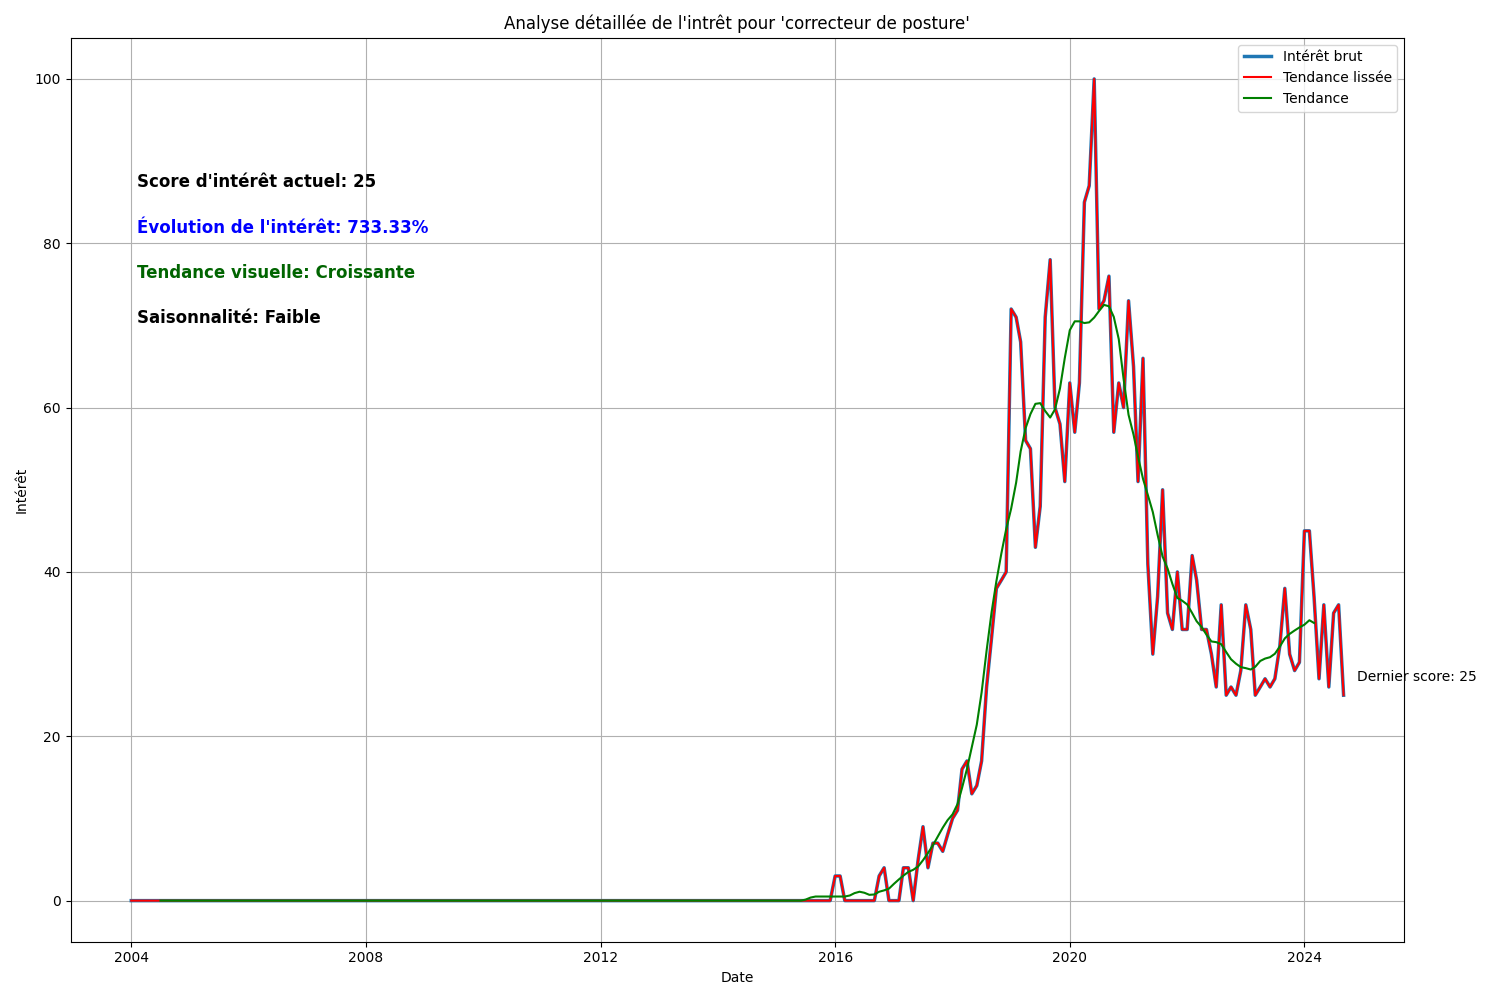 Analyse détaillée de l'intrêt pour 'correcteur de posture'
Intérêt brut
Tendance lissée
Tendance
Score d'intérêt actuel: 25
Évolution de l'intérêt: 733.33%
Tendance visuelle: Croissante
Saisonnalité: Faible
Dernier score: 25
Intérêt
100
80
60
40
20
0
2004 2008 2012 2016 2020 2024
Date